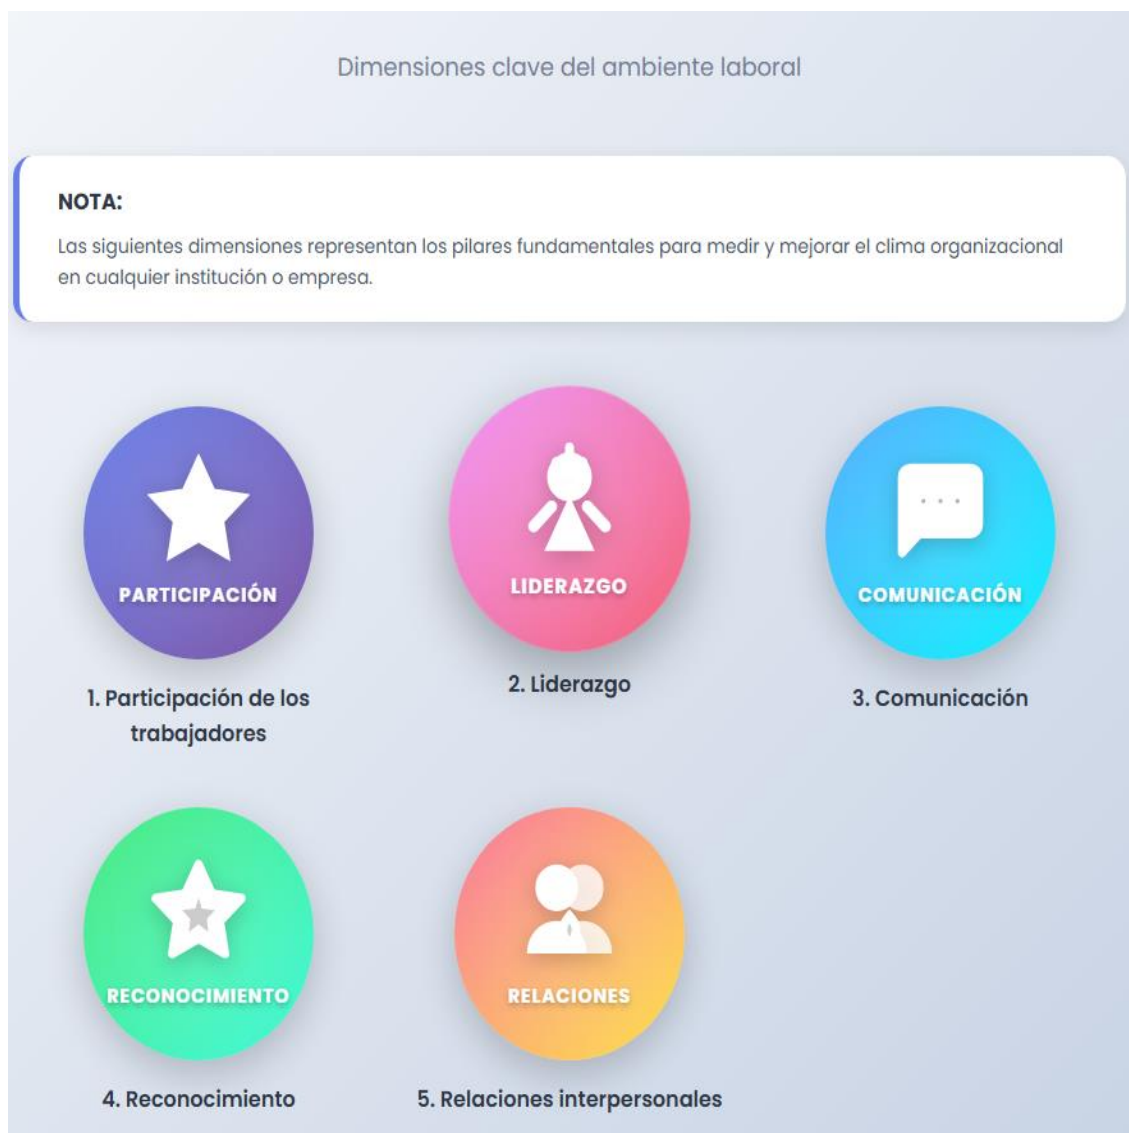 Dimensiones clave del ambiente laboral
NOTA:
Las siguientes dimensiones representan los pilares fundamentales para medir y mejorar el clima organizacional
en cualquier institución o empresa.
PARTICIPACIÓN
LIDERAZGO
COMUNICACIÓN
1. Participación de los
trabajadores
2. Liderazgo
3. Comunicación
RECONOCIMIENTO
RELACIONES
4. Reconocimiento
5. Relaciones interpersonales